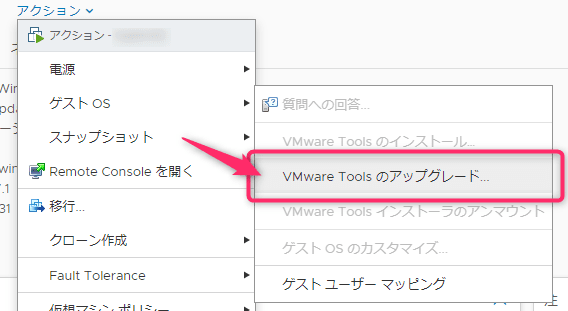 アクション
アクション -
電源
ゲスト OS
スナップショット
Remote Console を開く
移行...
クローン作成
Fault Tolerance
仮想マシン ポリシー
質問への回答...
VMware Tools のインストール...
VMware Tools のアップグレード...
VMware Tools インストーラのアンマウント
ゲスト OS のカスタマイズ...
ゲスト ユーザー マッピング
Win
pda
win
7.1
31
注